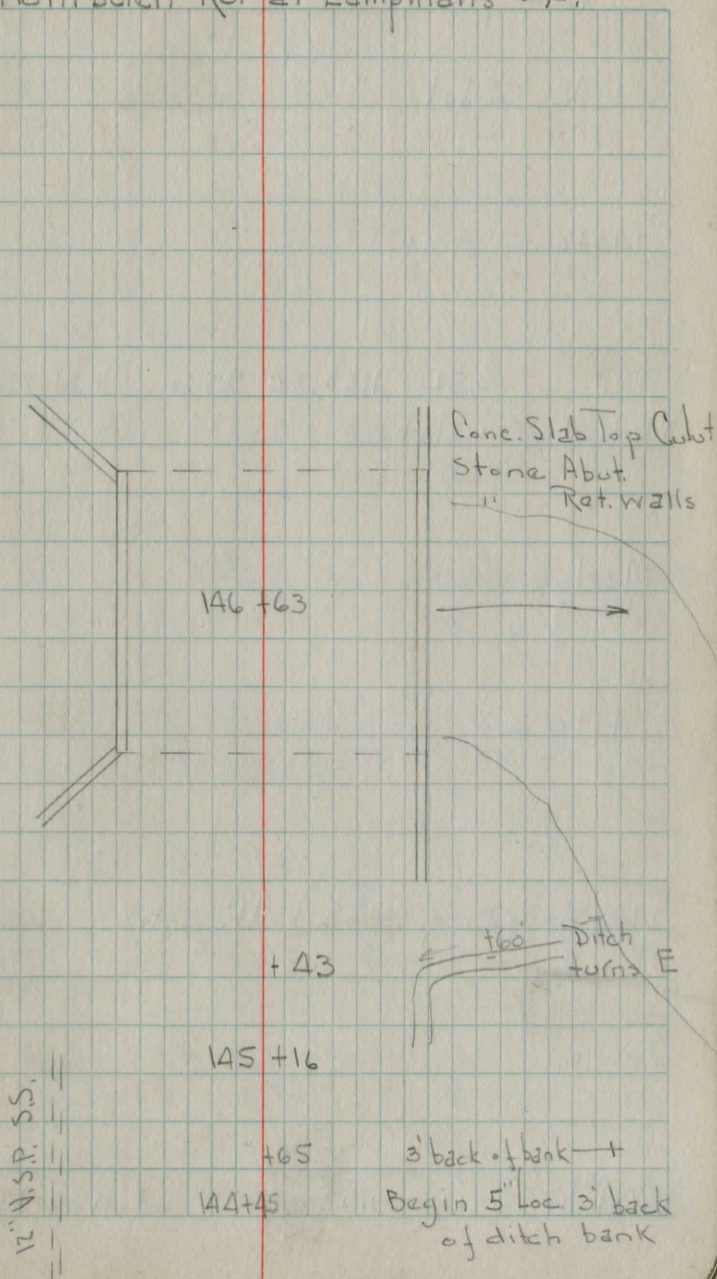 Conc. Slab Top Culvt
Stone Abut.
" Ret. Walls
146 +63
+60 Ditch
turns E
+43
145 +16
+65 3' back of bank
144+45 Begin 5" Loc 3' back
of ditch bank
12" V.S.P. S.S.